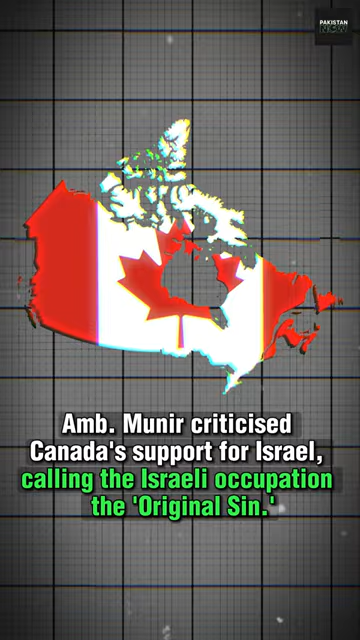 PAKISTAN
NOW
Amb. Munir criticised
Canada's support for Israel,
calling the Israeli occupation
the 'Original Sin.'